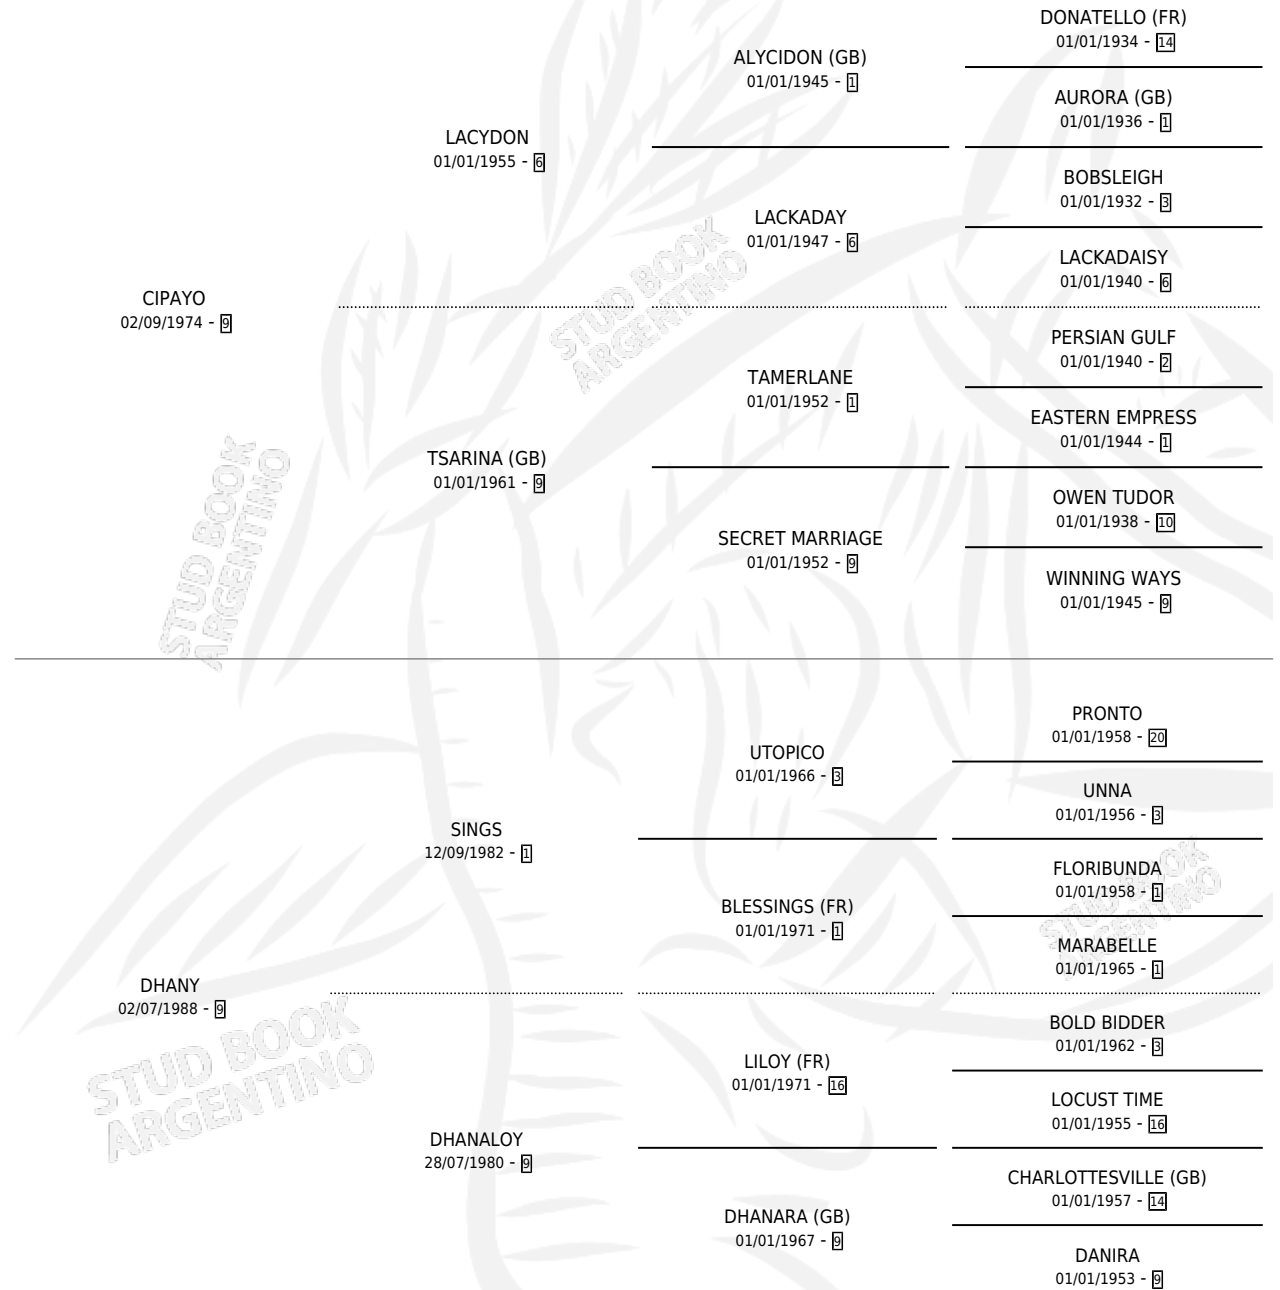 DONATELLO (FR)
01/01/1934 - 14
ALYCIDON (GB)
01/01/1945 - 1
AURORA (GB)
01/01/1936 - 1
LACYDON
01/01/1955 - 6
BOBSLEIGH
01/01/1932 - 3
LACKADAY
01/01/1947 - 6
LACKADAISY
01/01/1940 - 6
CIPAYO
02/09/1974 - 9
PERSIAN GULF
01/01/1940 - 2
TAMERLANE
01/01/1952 - 1
EASTERN EMPRESS
01/01/1944 - 1
TSARINA (GB)
01/01/1961 - 9
OWEN TUDOR
01/01/1938 - 10
SECRET MARRIAGE
01/01/1952 - 9
WINNING WAYS
01/01/1945 - 9
PRONTO
01/01/1958 - 20
UTOPICO
01/01/1966 - 3
UNNA
01/01/1956 - 3
SINGS
12/09/1982 - 1
FLORIBUNDA
01/01/1958 - 1
BLESSINGS (FR)
01/01/1971 - 1
MARABELLE
01/01/1965 - 1
DHANY
02/07/1988 - 9
BOLD BIDDER
01/01/1962 - 3
LILOY (FR)
01/01/1971 - 16
LOCUST TIME
01/01/1955 - 16
DHANALOY
28/07/1980 - 9
CHARLOTTESVILLE (GB)
01/01/1957 - 14
DHANARA (GB)
01/01/1967 - 9
DANIRA
01/01/1953 - 9
STUD BOOK
ARGENTINO
STUD BOOK
ARGENTINO
STUD BOOK
ARGENTINO
STUD BOOK
ARGENTINO